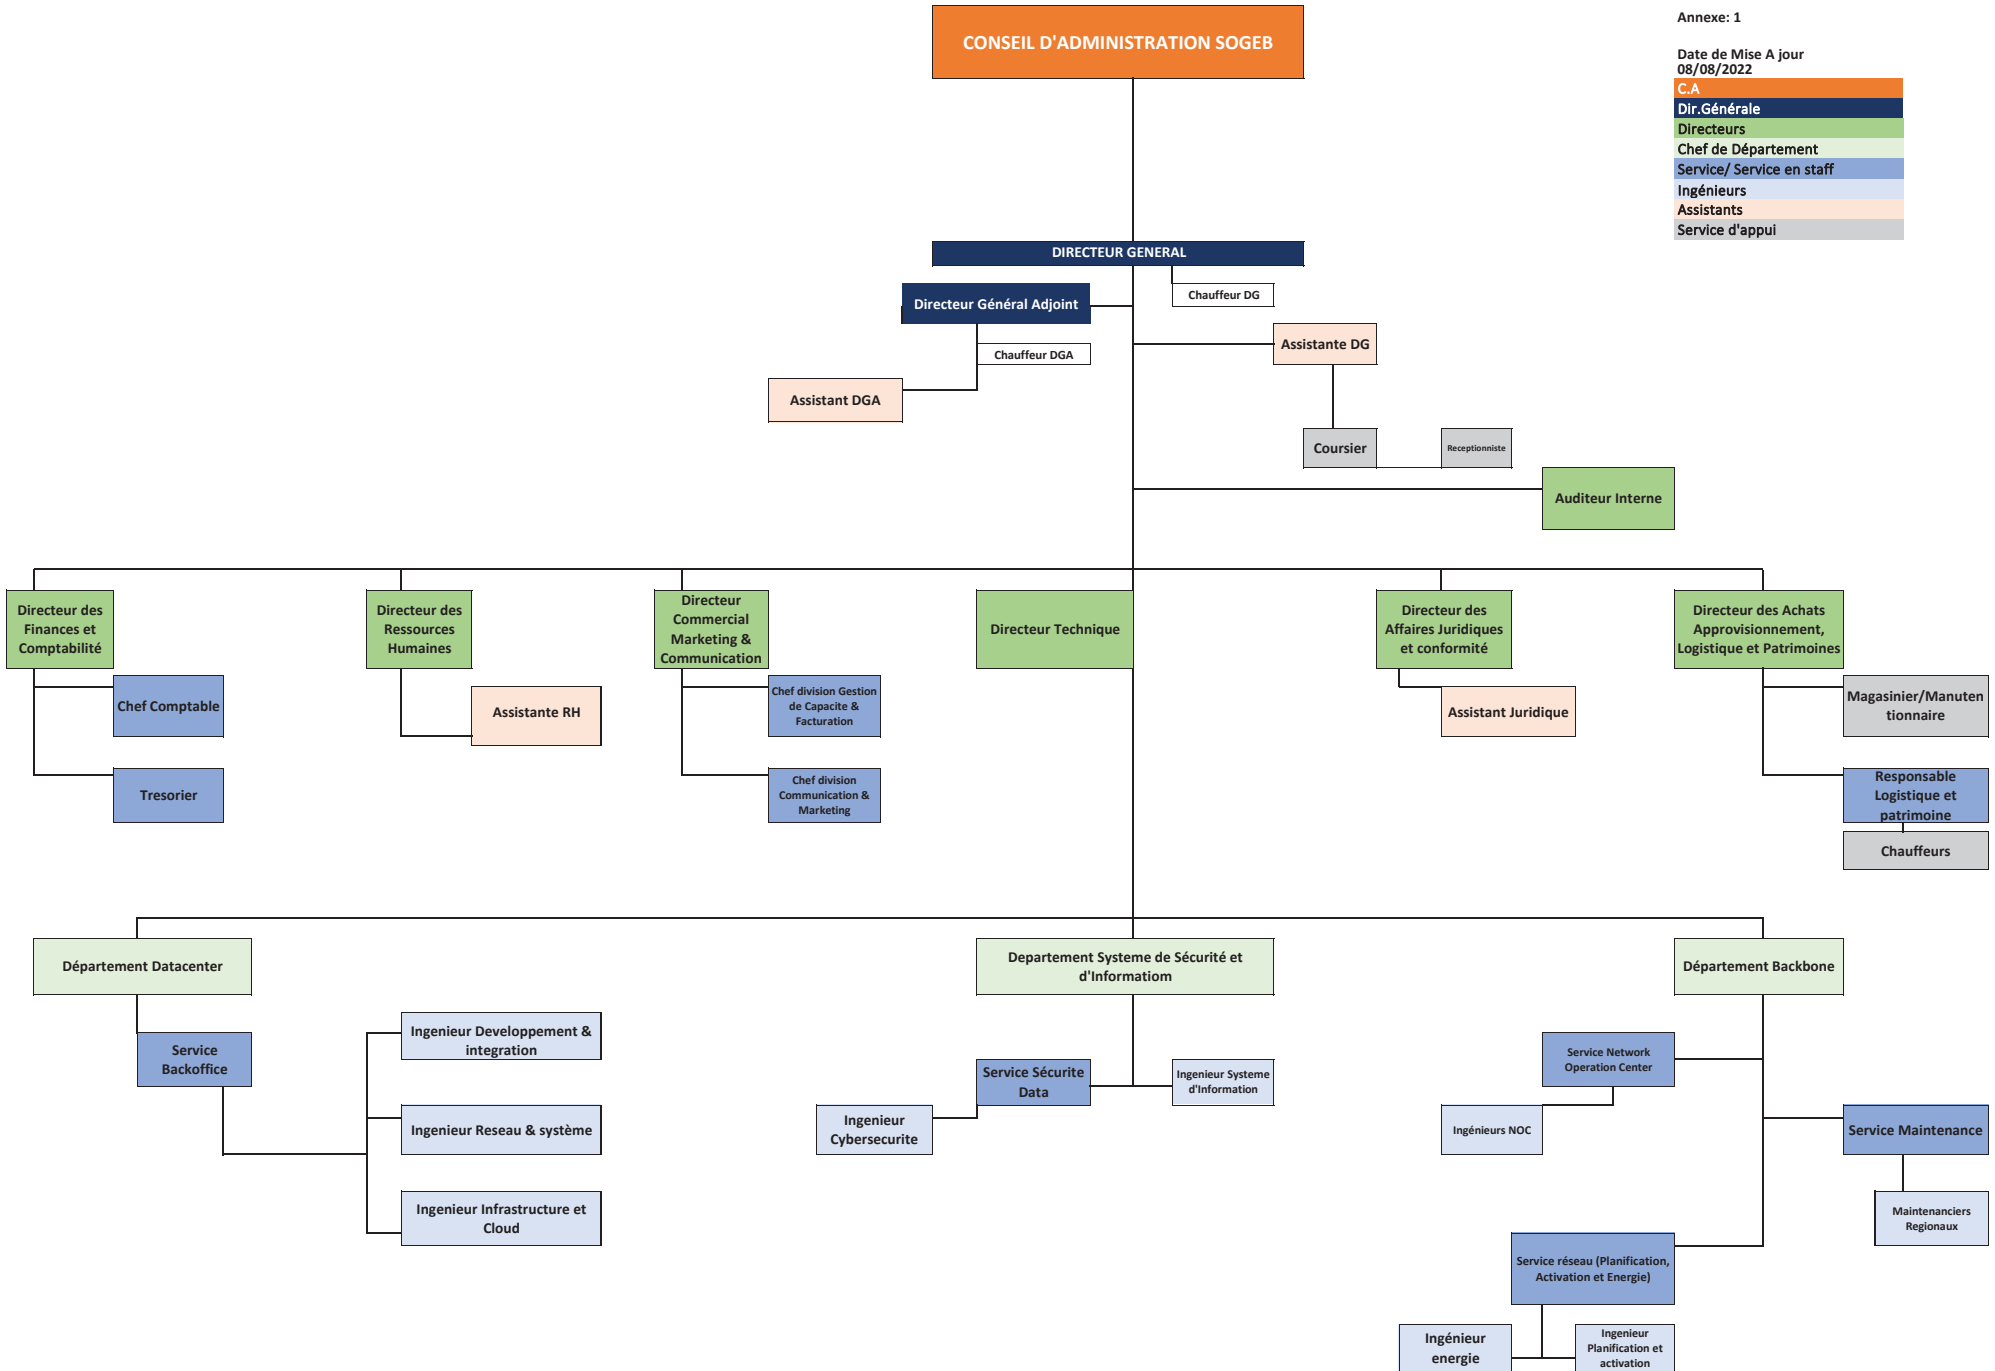 CONSEIL D'ADMINISTRATION SOGEB
Annexe: 1
Date de Mise A jour
08/08/2022
C.A
Dir.Générale
Directeurs
Chef de Département
Service/ Service en staff
Ingénieurs
Assistants
Service d'appui
DIRECTEUR GENERAL
Directeur Général Adjoint
Chauffeur DG
Chauffeur DGA
Assistante DG
Assistant DGA
Coursier
Receptionniste
Auditeur Interne
Directeur des
Finances et
Comptabilité
Directeur des
Ressources
Humaines
Directeur
Commercial
Marketing &
Communication
Directeur Technique
Directeur des
Affaires Juridiques
et conformité
Directeur des Achats
Approvisionnement,
Logistique et Patrimoines
Chef Comptable
Assistante RH
Chef division Gestion
de Capacite &
Facturation
Assistant Juridique
Magasinier/Manuten
tionnaire
Tresorier
Chef division
Communication &
Marketing
Responsable
Logistique et
patrimoine
Chauffeurs
Département Datacenter
Departement Systeme de Sécurité et
d'Informatiom
Département Backbone
Service
Backoffice
Ingenieur Developpement &
integration
Ingenieur Reseau & système
Ingenieur Infrastructure et
Cloud
Service Sécurite
Data
Ingenieur Systeme
d'Information
Ingenieur
Cybersecurite
Service Network
Operation Center
Ingénieurs NOC
Service Maintenance
Maintenanciers
Regionaux
Service réseau (Planification,
Activation et Energie)
Ingénieur
energie
Ingenieur
Planification et
activation